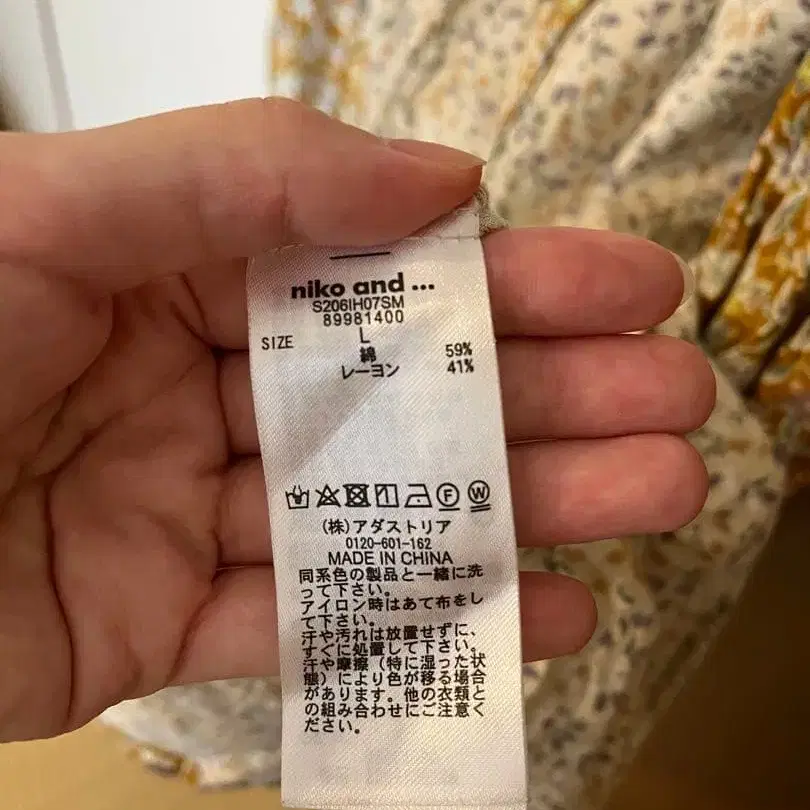 niko and ...
S206IH07SM
89981400
SIZE L
綿 59%
レーヨン 41%
F W
(株)アダストリア
0120-601-162
MADE IN CHINA
同系色の製品と一緒に洗
って下さい。
アイロン時はあて布をし
て下さい。
汗や汚れは放置せずに、
すぐに処置して下さい。
汗や摩擦(特に湿った状
態)により色が移る場合
があります。他の衣類と
の組み合わせにご注意く
ださい。